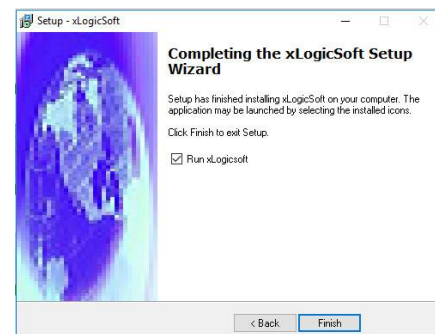 Setup - xLogicSoft
Completing the xLogicSoft Setup
Wizard
Setup has finished installing xLogicSoft on your computer. The
application may be launched by selecting the installed icons.
Click Finish to exit Setup.
Run xLogicsoft
< Back
Finish